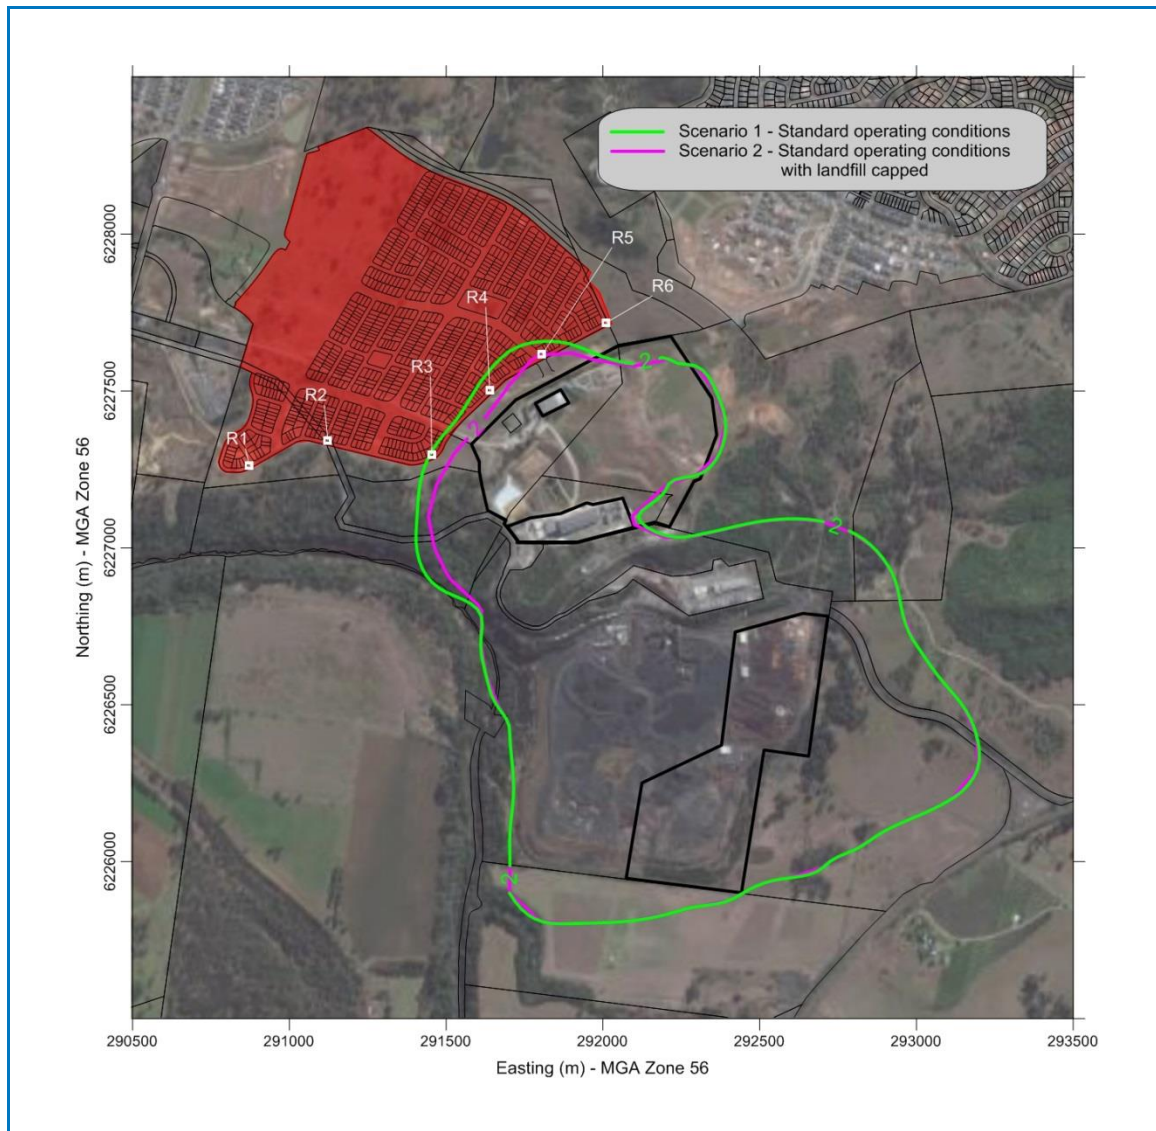 Scenario 1 - Standard operating conditions
Scenario 2 - Standard operating conditions
with landfill capped
6228000
6227500
6227000
6226500
6226000
Northing (m) - MGA Zone 56
R5
R6
R4
R3
R2
R1
2
2
2
2
290500 291000 291500 292000 292500 293000 293500
Easting (m) - MGA Zone 56